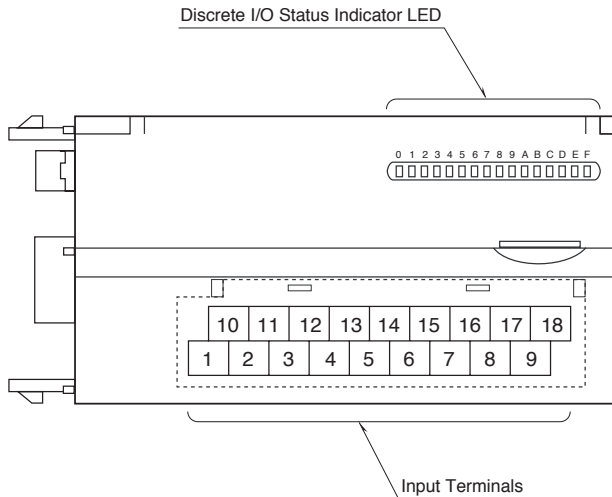 Discrete I/O Status Indicator LED
0 1 2 3 4 5 6 7 8 9 A B C D E F
10 11 12 13 14 15 16 17 18
1 2 3 4 5 6 7 8 9
Input Terminals